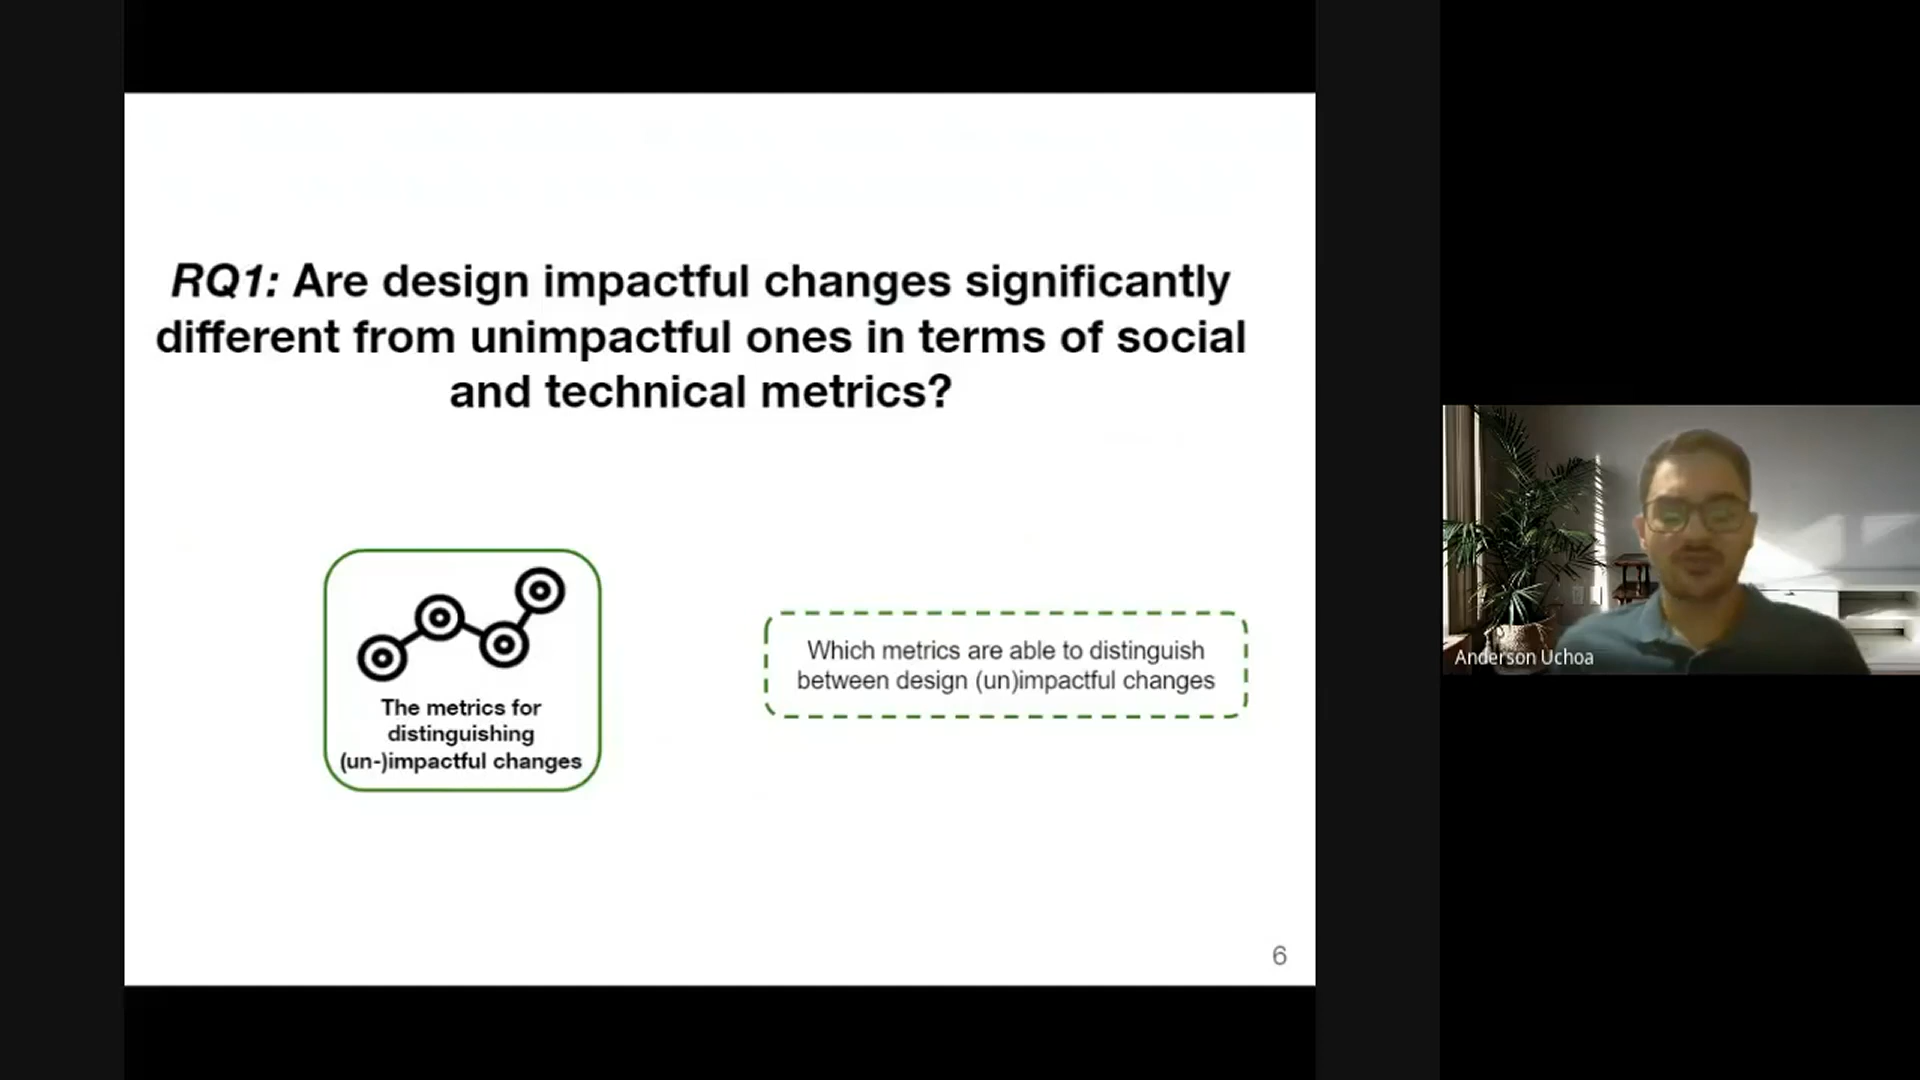 RQ1: Are design impactful changes significantly
different from unimpactful ones in terms of social
and technical metrics?
The metrics for
distinguishing
(un-)impactful changes
Which metrics are able to distinguish
between design (un)impactful changes
6
Anderson Uchoa